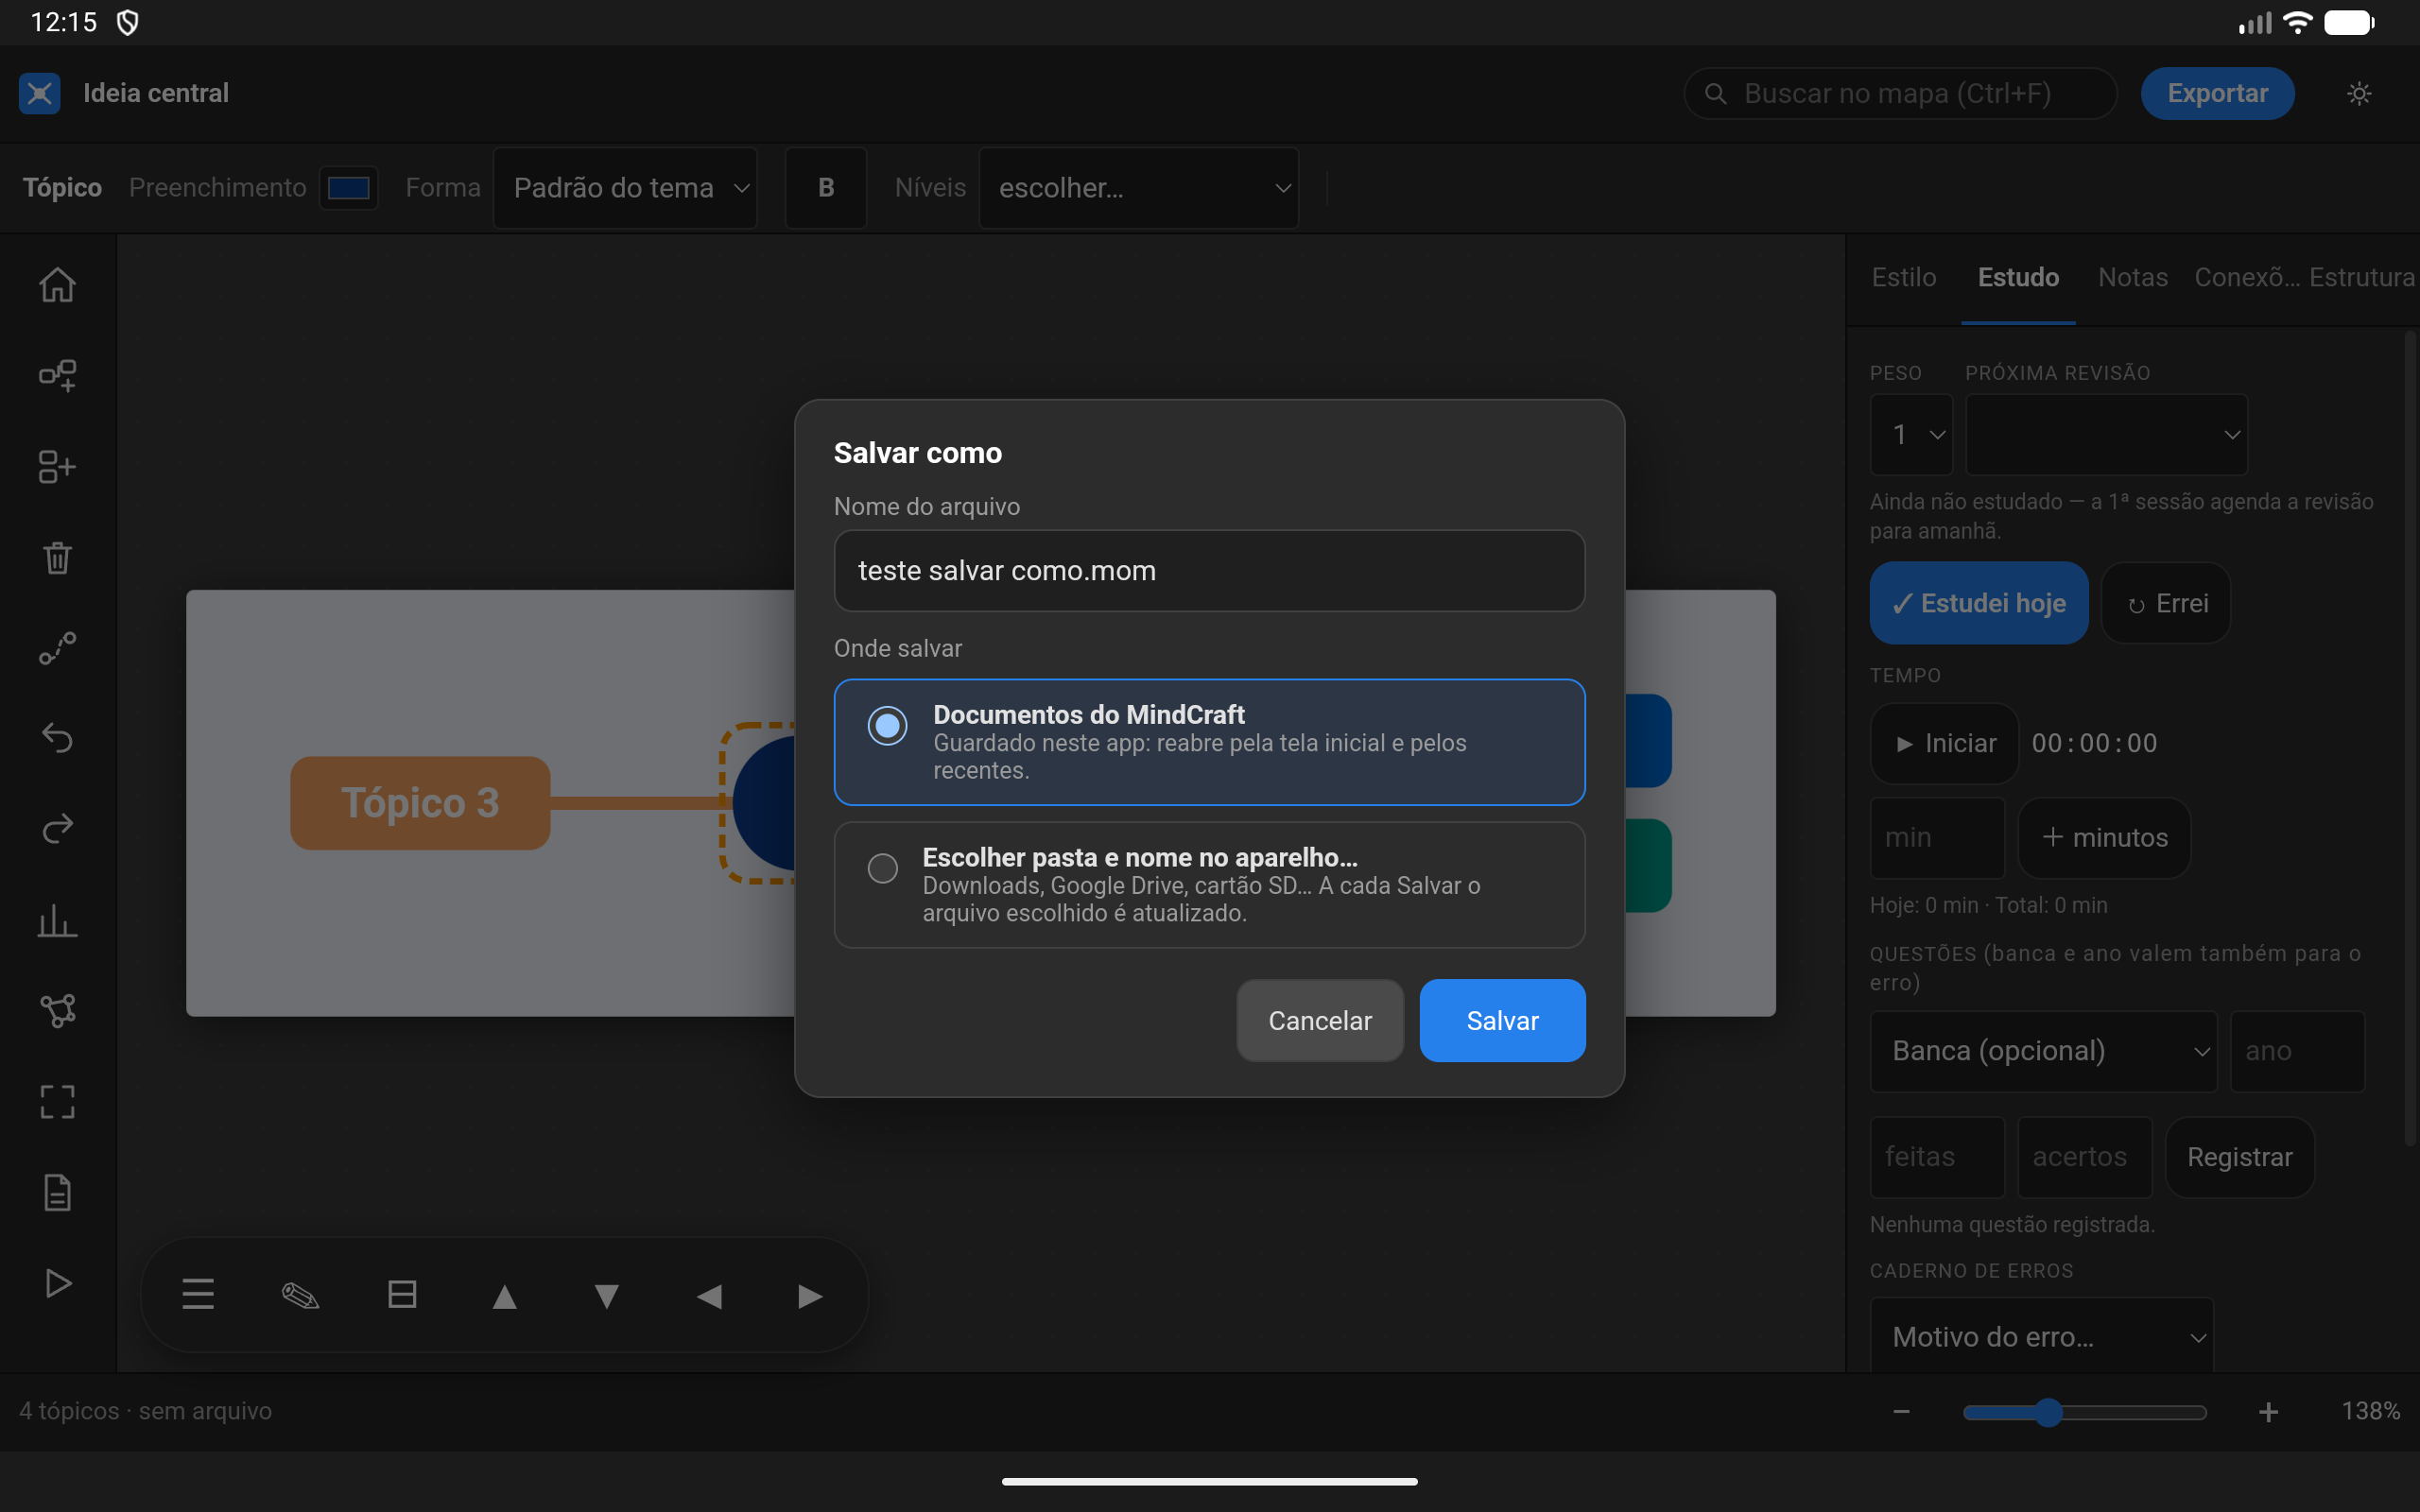 12:15
Ideia central
Buscar no mapa (Ctrl+F)
Exportar
Tópico
Preenchimento
Forma
Padrão do tema
B
Níveis
escolher...
Estilo
Estudo
Notas
Conexõ...
Estrutura
PESO
PRÓXIMA REVISÃO
1
Ainda não estudado — a 1ª sessão agenda a revisão
para amanhã.
✓ Estudei hoje
↻ Errei
TEMPO
► Iniciar
00:00:00
min
+ minutos
Hoje: 0 min · Total: 0 min
QUESTÕES (banca e ano valem também para o
erro)
Banca (opcional)
ano
feitas
acertos
Registrar
Nenhuma questão registrada.
CADERNO DE ERROS
Motivo do erro...
Tópico 3
Salvar como
Nome do arquivo
teste salvar como.mom
Onde salvar
Documentos do MindCraft
Guardado neste app: reabre pela tela inicial e pelos
recentes.
Escolher pasta e nome no aparelho...
Downloads, Google Drive, cartão SD... A cada Salvar o
arquivo escolhido é atualizado.
Cancelar
Salvar
4 tópicos · sem arquivo
138%